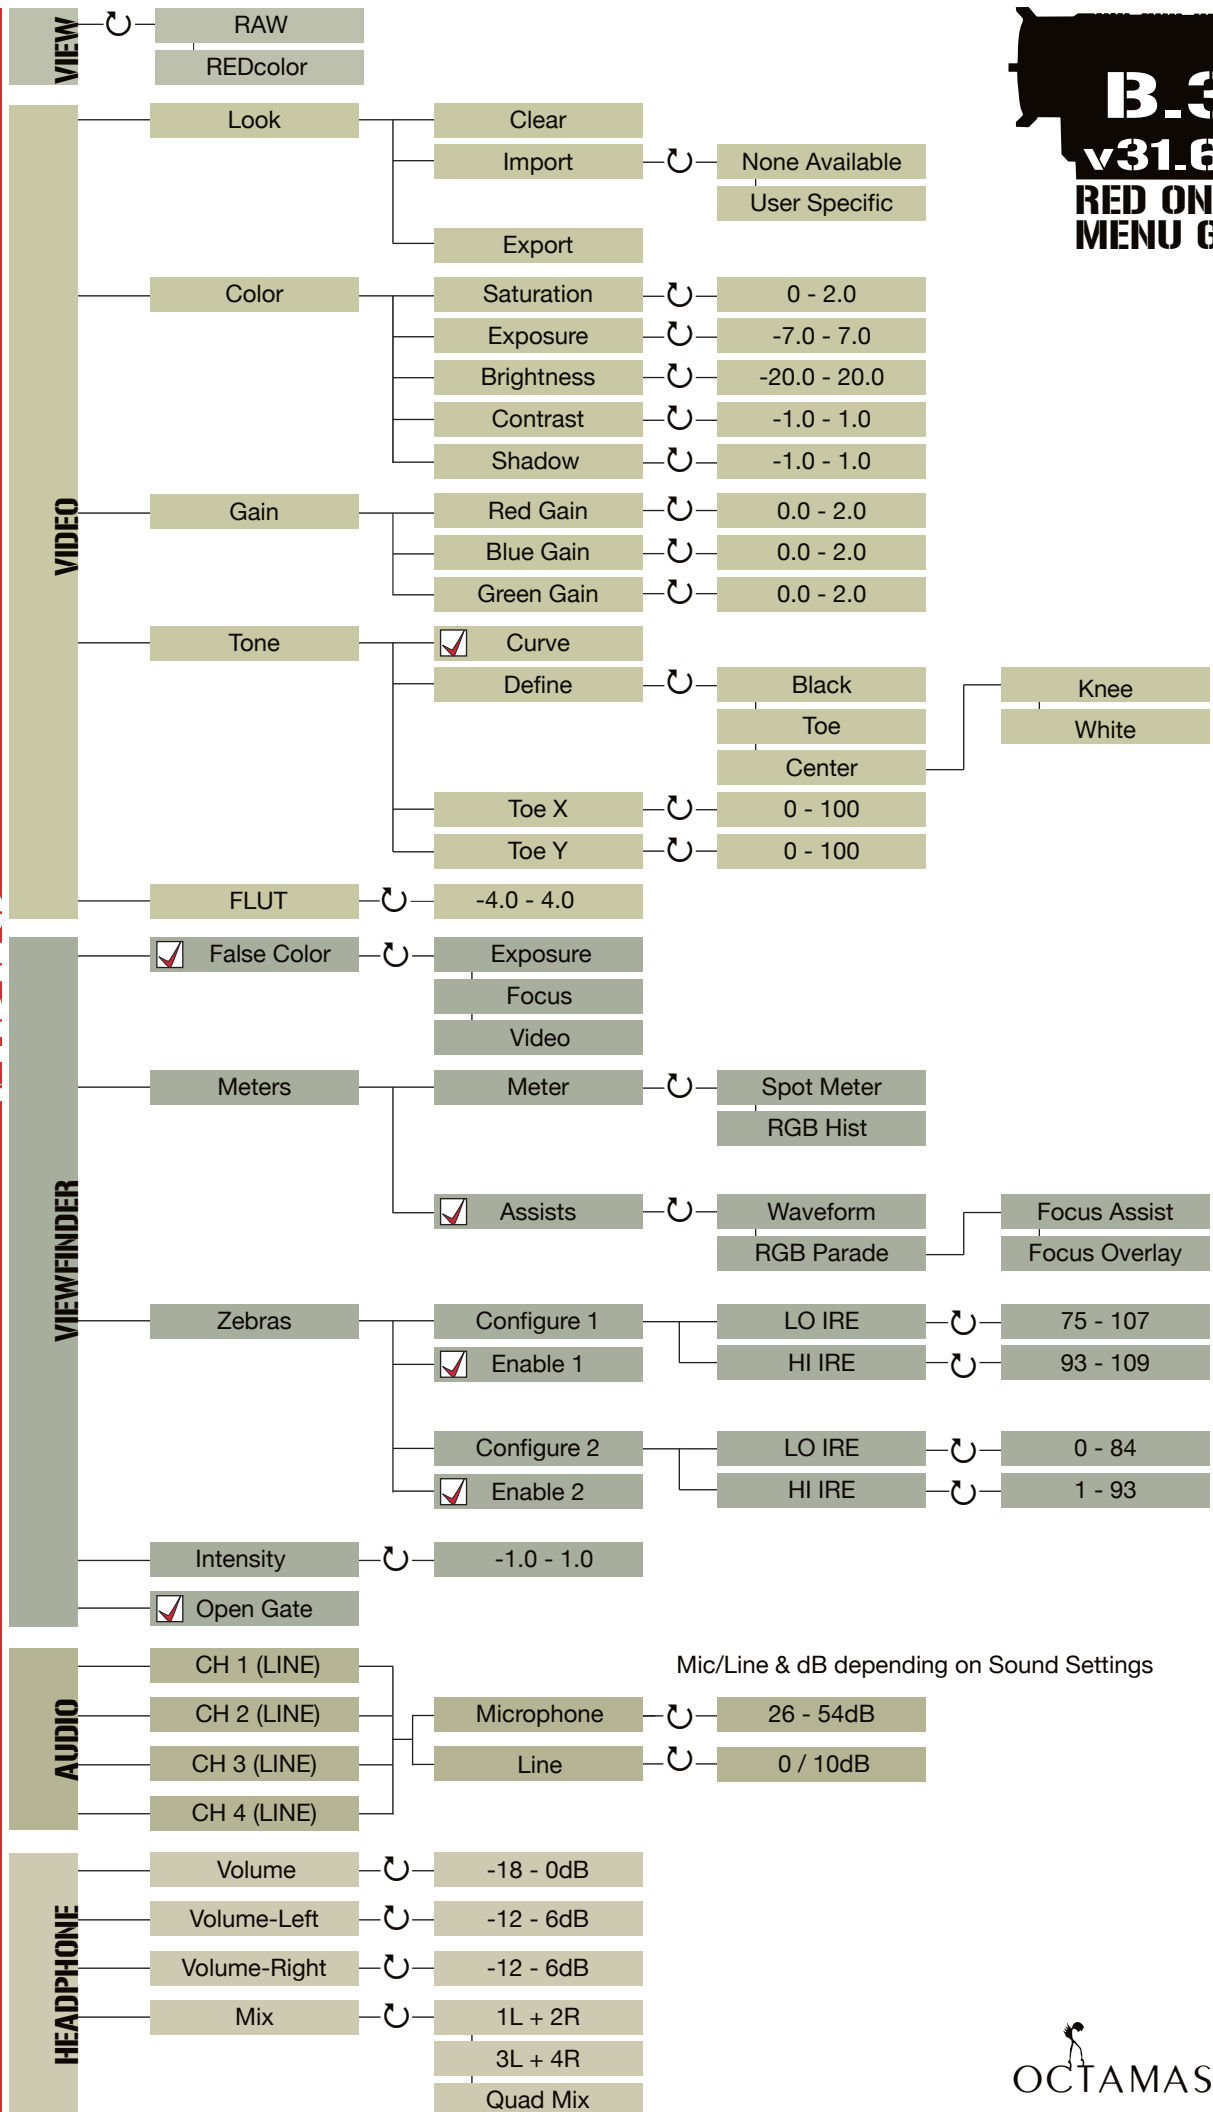 VIEW
RAW
REDcolor
B.3
v31.6
RED ON
MENU G
VIDEO
Look
Clear
Import
None Available
User Specific
Export
Color
Saturation
0 - 2.0
Exposure
-7.0 - 7.0
Brightness
-20.0 - 20.0
Contrast
-1.0 - 1.0
Shadow
-1.0 - 1.0
Gain
Red Gain
0.0 - 2.0
Blue Gain
0.0 - 2.0
Green Gain
0.0 - 2.0
Tone
Curve
Define
Black
Knee
Toe
White
Center
Toe X
0 - 100
Toe Y
0 - 100
FLUT
-4.0 - 4.0
VIEWFINDER
False Color
Exposure
Focus
Video
Meters
Meter
Spot Meter
RGB Hist
Assists
Waveform
Focus Assist
RGB Parade
Focus Overlay
Zebras
Configure 1
LO IRE
75 - 107
Enable 1
HI IRE
93 - 109
Configure 2
LO IRE
0 - 84
Enable 2
HI IRE
1 - 93
Intensity
-1.0 - 1.0
Open Gate
AUDIO
CH 1 (LINE)
Mic/Line & dB depending on Sound Settings
CH 2 (LINE)
Microphone
26 - 54dB
CH 3 (LINE)
Line
0 / 10dB
CH 4 (LINE)
HEADPHONE
Volume
-18 - 0dB
Volume-Left
-12 - 6dB
Volume-Right
-12 - 6dB
Mix
1L + 2R
3L + 4R
Quad Mix
OCTAMAS